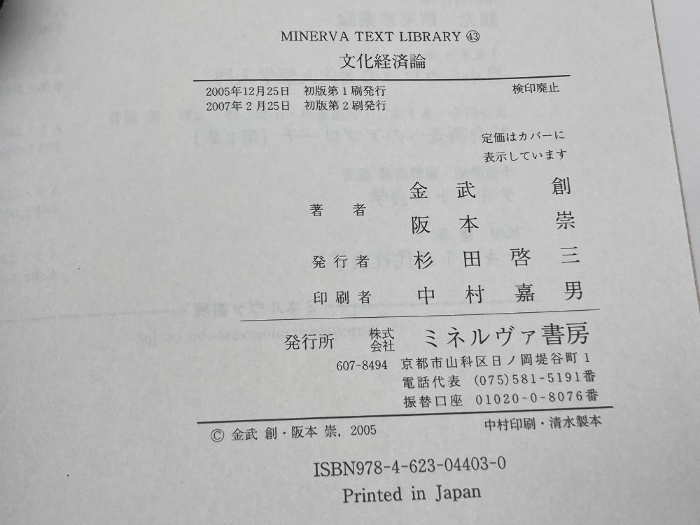 MINERVA TEXT LIBRARY ㊸
文化経済論
2005年12月25日 初版第1刷発行 検印廃止
2007年2月25日 初版第2刷発行
定価はカバーに
表示しています
著者 金武 創
阪本 崇
発行者 杉田啓三
印刷者 中村嘉男
発行所 株式会社 ミネルヴァ書房
607-8494 京都市山科区日ノ岡堤谷町1
電話代表 (075)581-5191番
振替口座 01020-0-8076番
© 金武 創・阪本 崇, 2005 中村印刷・清水製本
ISBN978-4-623-04403-0
Printed in Japan